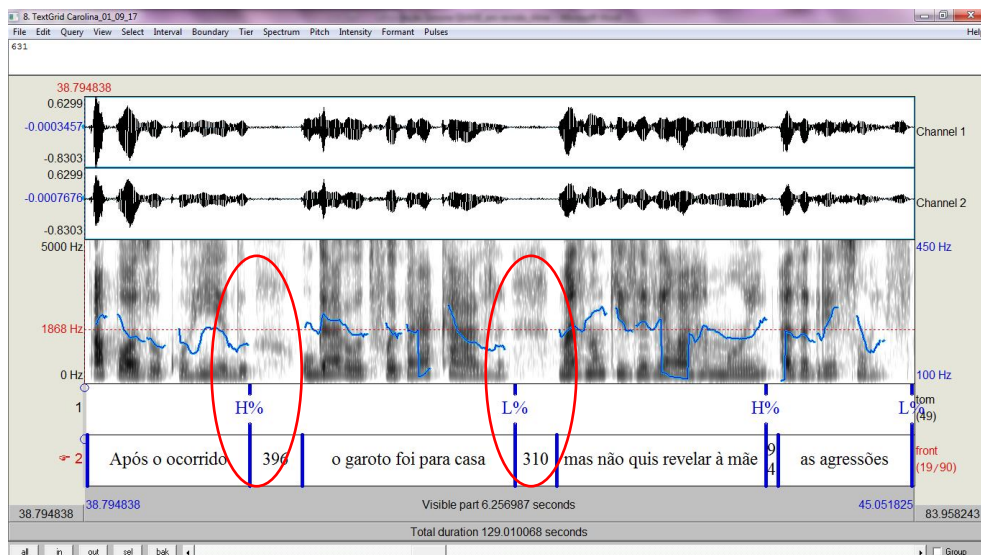 8. TextGrid Carolina_01_09_17
File Edit Query View Select Interval Boundary Tier Spectrum Pitch Intensity Formant Pulses Help
631
38.794838
0.6299
-0.0003457
-0.8303
Channel 1
0.6299
-0.0007676
-0.8303
Channel 2
5000 Hz 450 Hz
1868 Hz
0 Hz 100 Hz
1 H% L% H% L% tom (49)
2 Após o ocorrido 396 o garoto foi para casa 310 mas não quis revelar à mãe 94 as agressões front (19/90)
38.794838 38.794838 Visible part 6.256987 seconds 45.051825 83.958243
Total duration 129.010068 seconds
all in out sel bak Group